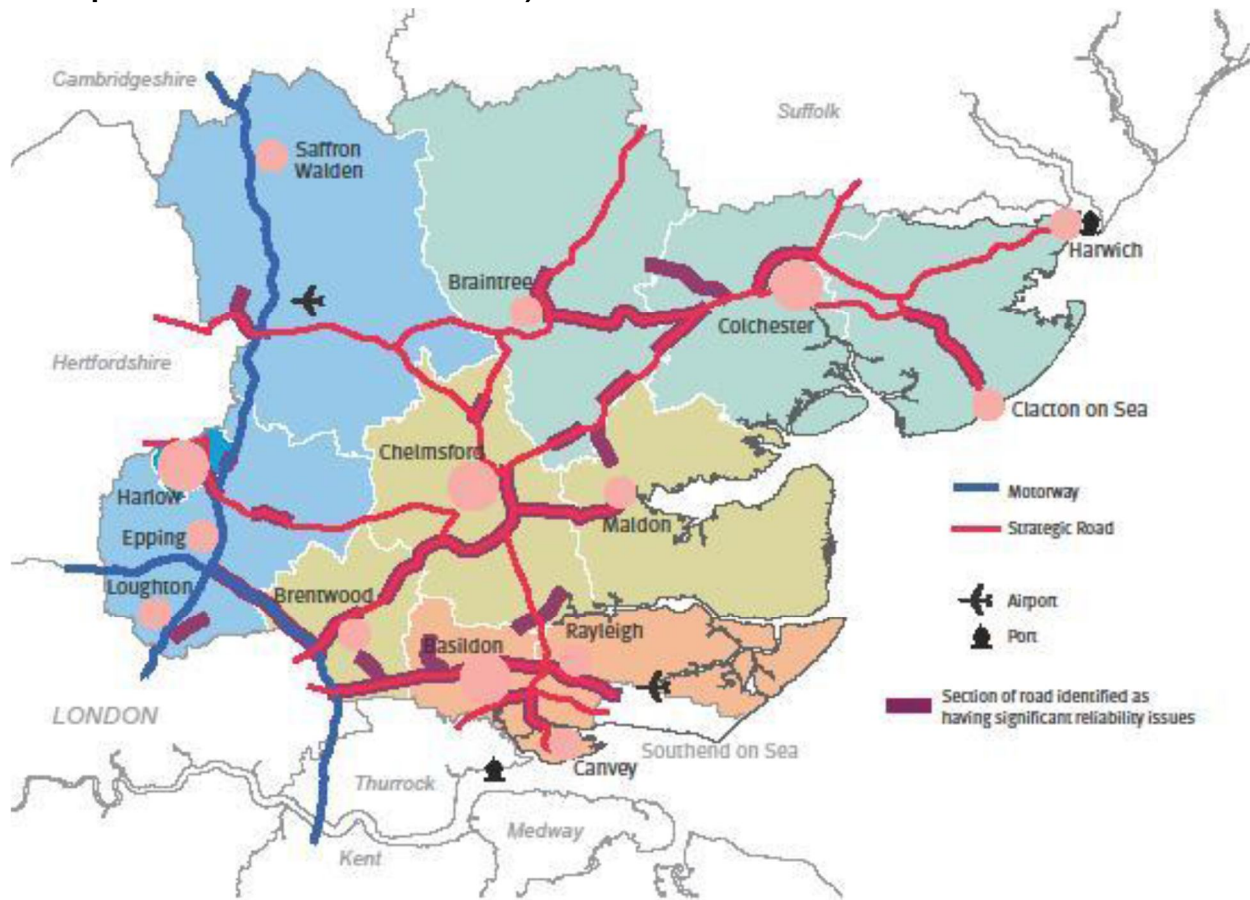 Cambridgeshire
Suffolk
Saffron
Walden
Harwich
Braintree
Colchester
Hertfordshire
Clacton on Sea
Chelmsford
Harlow
Motorway
Maldon
Strategic Road
Epping
Loughton
Brentwood
Airport
Rayleigh
Port
Basildon
Section of road identified as
having significant reliability issues
LONDON
Southend on Sea
Canvey
Thurrock
Medway
Kent